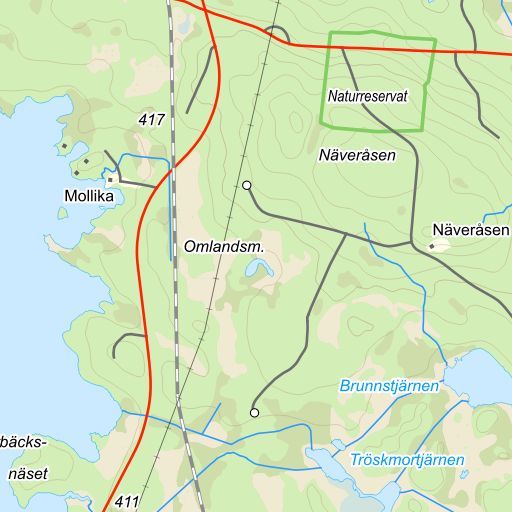 Naturreservat
417
Näveråsen
Mollika
Näveråsen
Omlandsm.
Brunnstjärnen
bäcks-
näset
Tröskmortjärnen
411